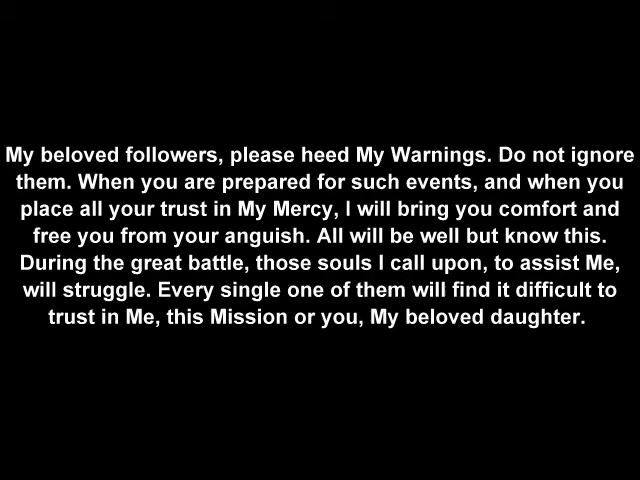 My beloved followers, please heed My Warnings. Do not ignore
them. When you are prepared for such events, and when you
place all your trust in My Mercy, I will bring you comfort and
free you from your anguish. All will be well but know this.
During the great battle, those souls I call upon, to assist Me,
will struggle. Every single one of them will find it difficult to
trust in Me, this Mission or you, My beloved daughter.